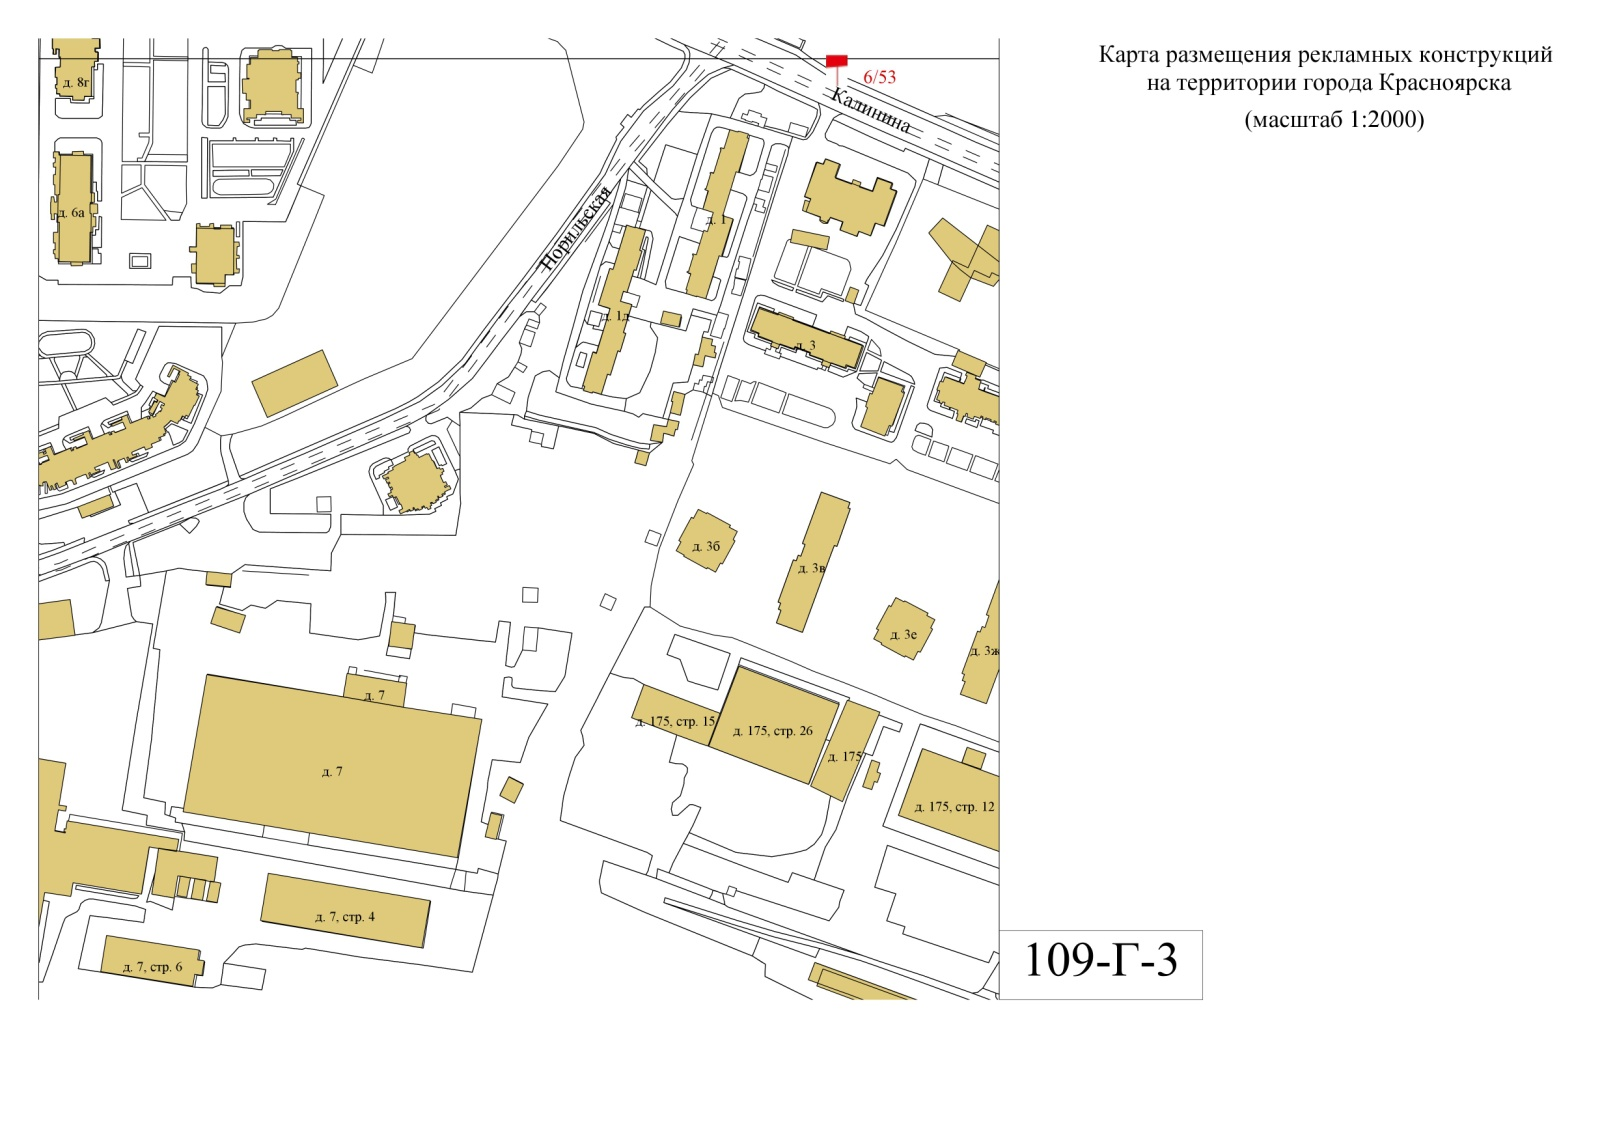 Карта размещения рекламных конструкций
на территории города Красноярска
(масштаб 1:2000)
6/53
Калинина
д. 8г
д. 6а
Норильская
д. 1
д. 1д
д. 3
д. 3б
д. 3в
д. 3е
д. 3ж
д. 7
д. 175, стр. 15
д. 175, стр. 26
д. 175
д. 7
д. 175, стр. 12
д. 7, стр. 4
д. 7, стр. 6
109-Г-3